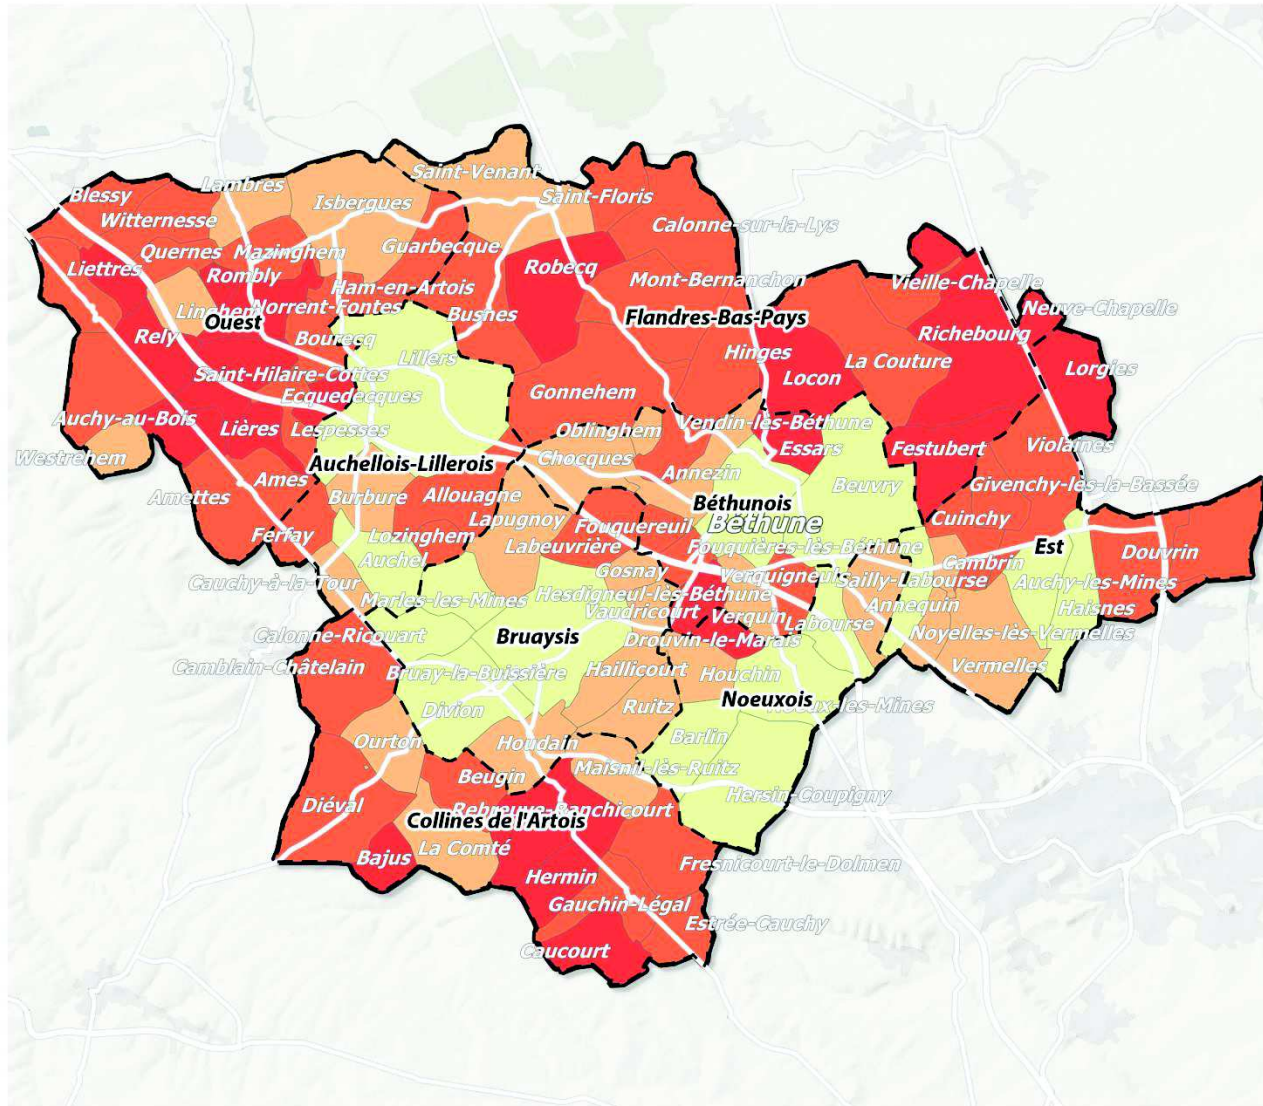 Saint-Venant
Lambres
Blessy
Isbergues
Saint-Floris
Witternesse
Calonne-sur-la-Lys
Guarbecque
Quernes
Mazinghem
Liettres
Rombly
Robecq
Mont-Bernanchon
Vieille-Chapelle
Ham-en-Artois
Linghem
Norrent-Fontes
Neuve-Chapelle
Busnes
Ouest
Flandres-Bas-Pays
Rely
Bourecq
Richebourg
Lillers
Hinges
La Couture
Lorgies
Saint-Hilaire-Cottes
Locon
Gonnehem
Ecquedecques
Auchy-au-Bois
Vendin-lès-Béthune
Lières
Lespesses
Oblinghem
Violaines
Essars
Festubert
Westrehem
Auchellois-Lillerois
Chocques
Annezin
Ames
Givenchy-lès-la-Bassée
Beuvry
Amettes
Burbure
Allouagne
Béthunois
Lapugnoy
Béthune
Cuinchy
Fouquereuil
Ferfay
Lozinghem
Labeuvrière
Fouquières-lès-Béthune
Est
Douvrin
Auchel
Cambrin
Gosnay
Verquigneul
Sailly-Labourse
Auchy-les-Mines
Cauchy-à-la-Tour
Marles-les-Mines
Hesdigneul-lès-Béthune
Annequin
Haisnes
Vaudricourt
Verquin
Labourse
Calonne-Ricouart
Bruaysis
Drouvin-le-Marais
Noyelles-lès-Vermelles
Camblain-Châtelain
Bruay-la-Buissière
Haillicourt
Houchin
Vermelles
Noeuxois
Noeux-les-Mines
Divion
Ruitz
Ourton
Houdain
Barlin
Beugin
Maisnil-lès-Ruitz
Hersin-Coupigny
Diéval
Rebreuve-Ranchicourt
Collines de l'Artois
La Comté
Bajus
Fresnicourt-le-Dolmen
Hermin
Gauchin-Légal
Estrée-Cauchy
Caucourt